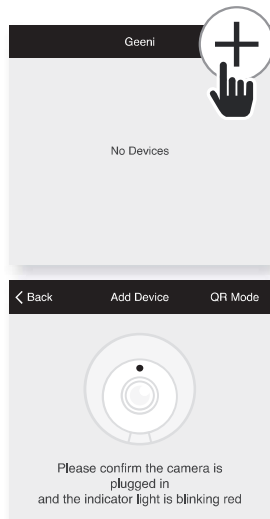 Geeni
No Devices
Back Add Device QR Mode
Please confirm the camera is
plugged in
and the indicator light is blinking red